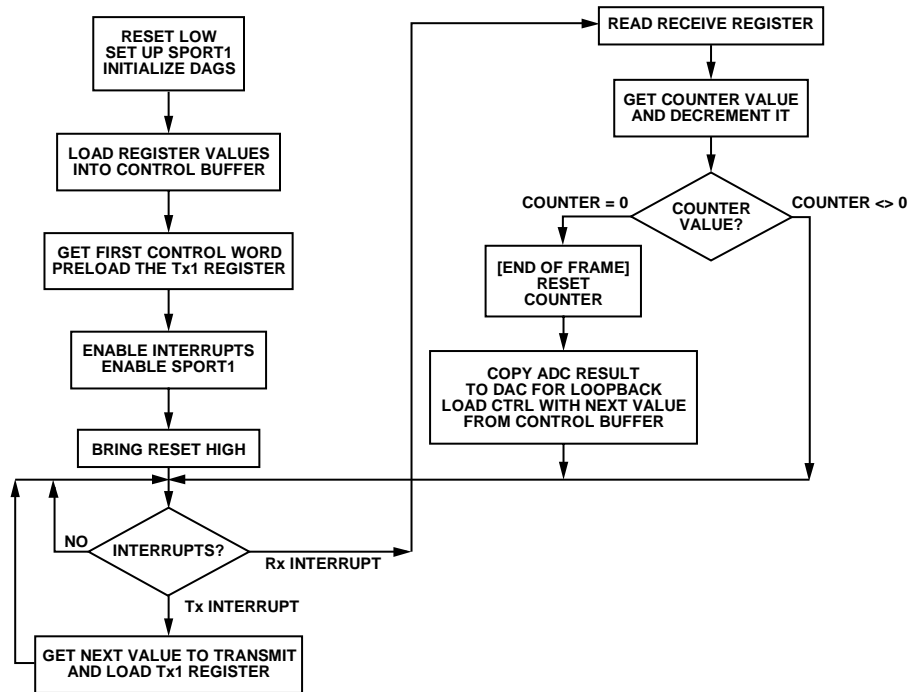 RESET LOW
SET UP SPORT1
INITIALIZE DAGS
LOAD REGISTER VALUES
INTO CONTROL BUFFER
GET FIRST CONTROL WORD
PRELOAD THE Tx1 REGISTER
ENABLE INTERRUPTS
ENABLE SPORT1
BRING RESET HIGH
NO
INTERRUPTS?
Rx INTERRUPT
Tx INTERRUPT
GET NEXT VALUE TO TRANSMIT
AND LOAD Tx1 REGISTER
READ RECEIVE REGISTER
GET COUNTER VALUE
AND DECREMENT IT
COUNTER = 0
COUNTER
VALUE?
COUNTER <> 0
[END OF FRAME]
RESET
COUNTER
COPY ADC RESULT
TO DAC FOR LOOPBACK
LOAD CTRL WITH NEXT VALUE
FROM CONTROL BUFFER